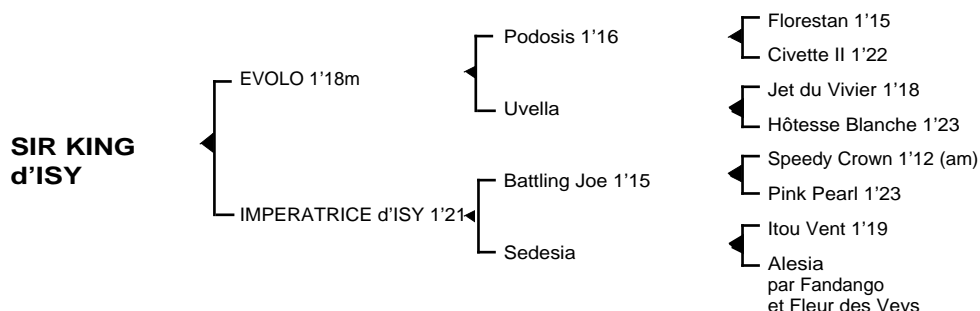 SIR KING
d'ISY
EVOLO 1'18m
IMPERATRICE d'ISY 1'21
Podosis 1'16
Uvella
Battling Joe 1'15
Sedesia
Florestan 1'15
Civette II 1'22
Jet du Vivier 1'18
Hôtesse Blanche 1'23
Speedy Crown 1'12 (am)
Pink Pearl 1'23
Itou Vent 1'19
Alesia
par Fandango
et Fleur des Veys